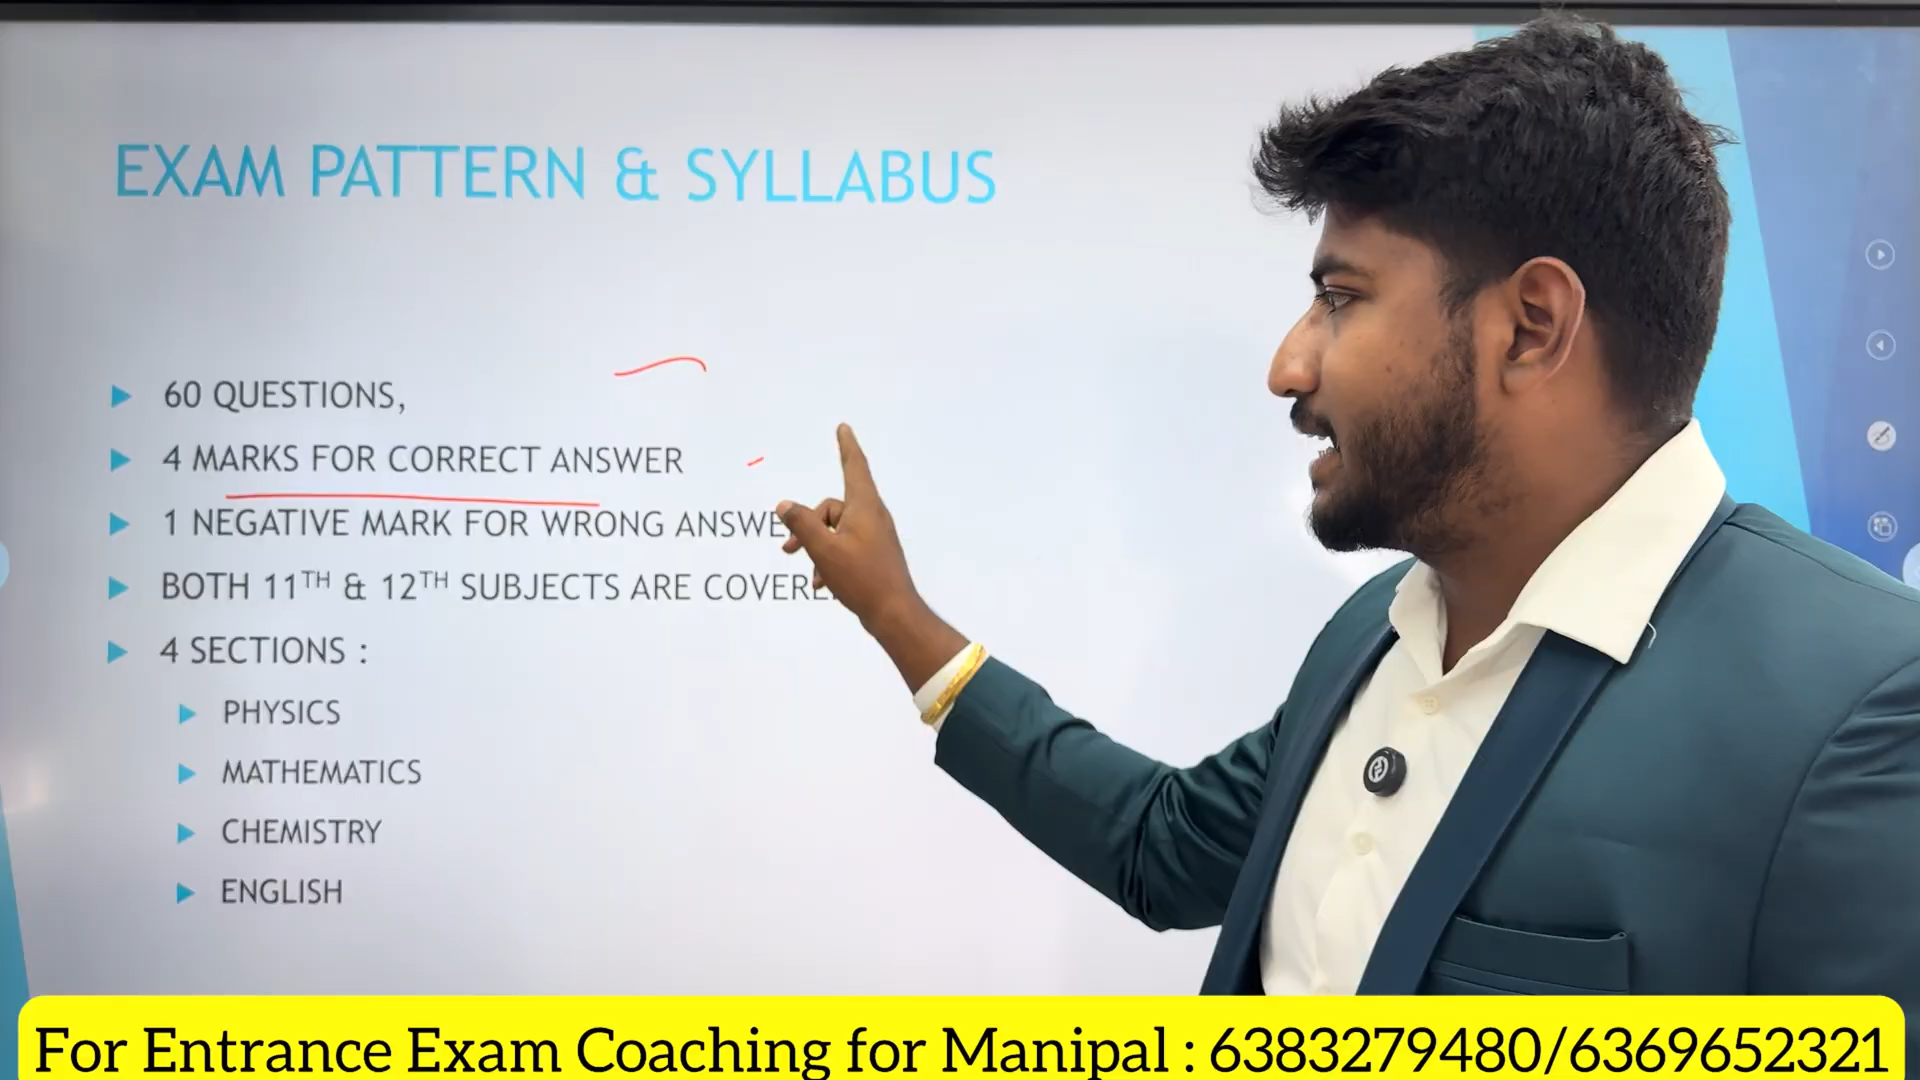 EXAM PATTERN & SYLLABUS
60 QUESTIONS,
4 MARKS FOR CORRECT ANSWER
1 NEGATIVE MARK FOR WRONG
BOTH 11TH & 12TH SUBJECTS ARE
4 SECTIONS :
PHYSICS
MATHEMATICS
CHEMISTRY
ENGLISH
For Entrance Exam Coaching for Manipal : 6383279480/6369652321